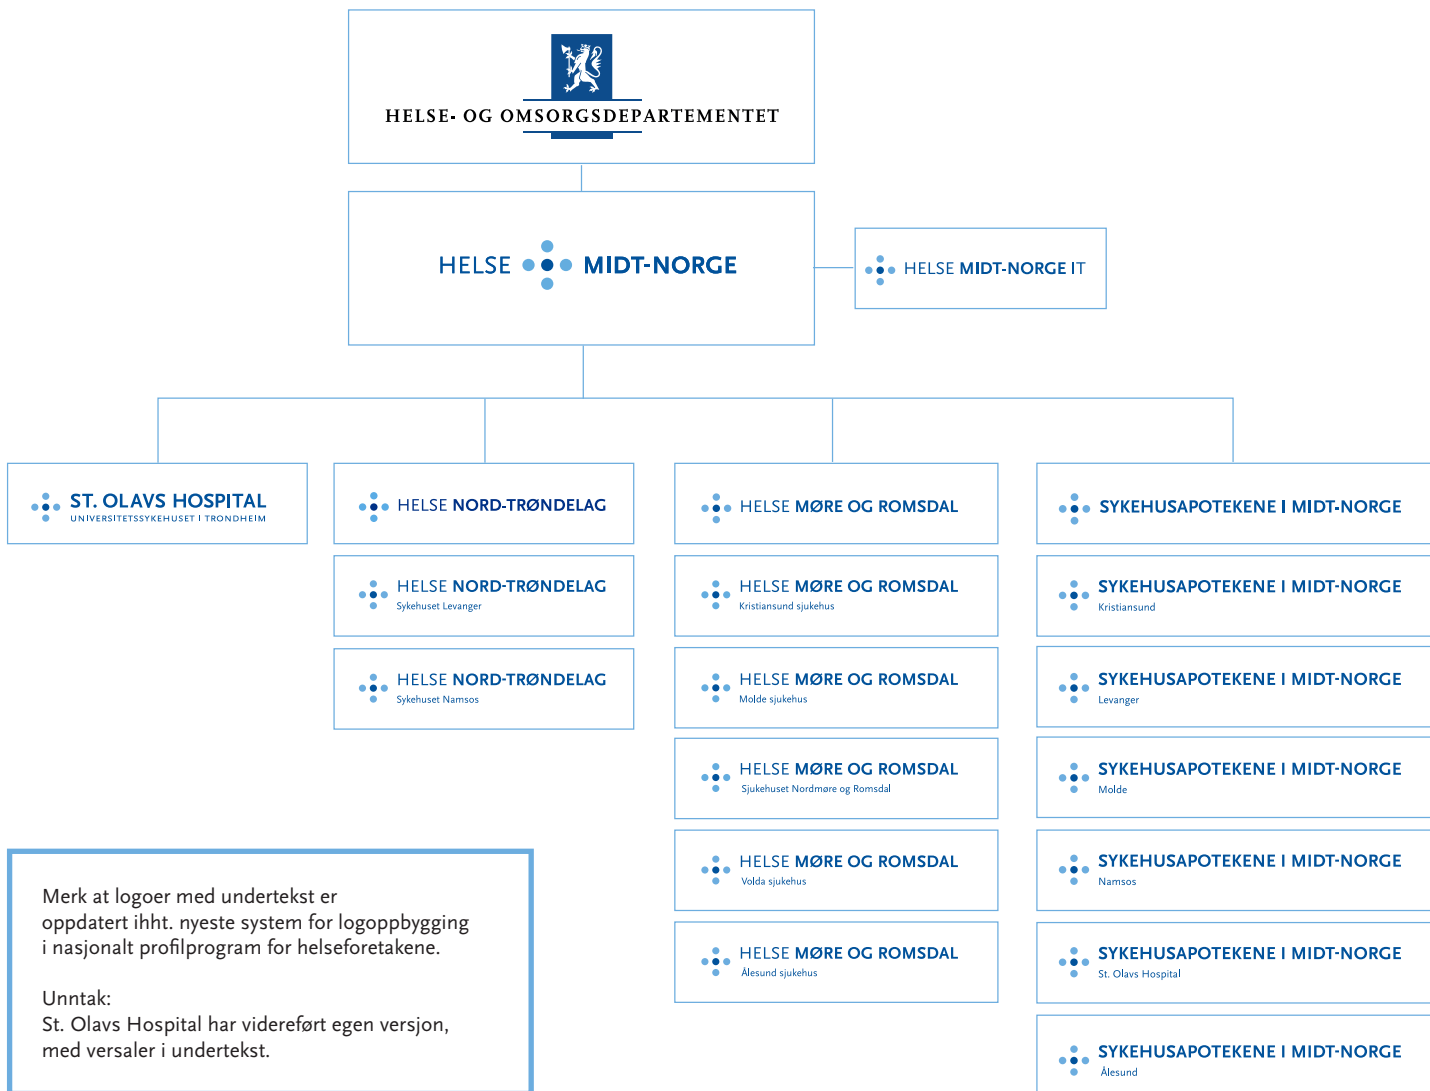 HELSE- OG OMSORGSDEPARTEMENTET
HELSE MIDT-NORGE
HELSE MIDT-NORGE IT
ST. OLAVS HOSPITAL
UNIVERSITETSSYKEHUSET I TRONDHEIM
HELSE NORD-TRØNDELAG
HELSE NORD-TRØNDELAG
Sykehuset Levanger
HELSE NORD-TRØNDELAG
Sykehuset Namsos
HELSE MØRE OG ROMSDAL
HELSE MØRE OG ROMSDAL
Kristiansund sjukehus
HELSE MØRE OG ROMSDAL
Molde sjukehus
HELSE MØRE OG ROMSDAL
Sjukehuset Nordmøre og Romsdal
HELSE MØRE OG ROMSDAL
Volda sjukehus
HELSE MØRE OG ROMSDAL
Ålesund sjukehus
SYKEHUSAPOTEKENE I MIDT-NORGE
SYKEHUSAPOTEKENE I MIDT-NORGE
Kristiansund
SYKEHUSAPOTEKENE I MIDT-NORGE
Levanger
SYKEHUSAPOTEKENE I MIDT-NORGE
Molde
SYKEHUSAPOTEKENE I MIDT-NORGE
Namsos
SYKEHUSAPOTEKENE I MIDT-NORGE
St. Olavs Hospital
SYKEHUSAPOTEKENE I MIDT-NORGE
Ålesund
Merk at logoer med undertekst er
oppdatert ihht. nyeste system for logoppbygging
i nasjonalt profilprogram for helseforetakene.
Unntak:
St. Olavs Hospital har videreført egen versjon,
med versaler i undertekst.